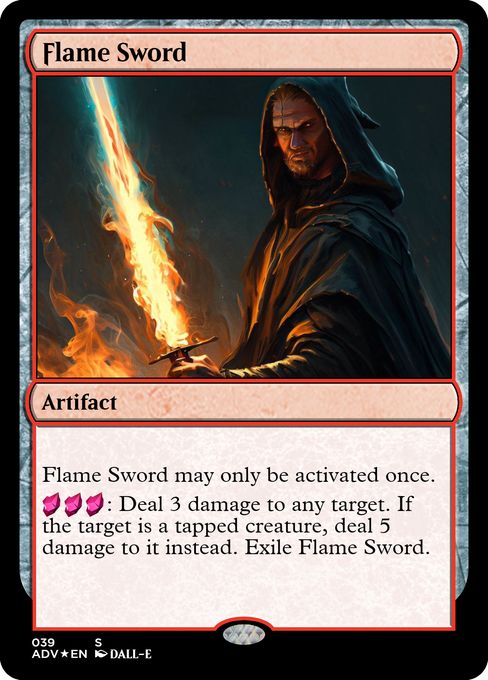 Flame Sword
Artifact
Flame Sword may only be activated once.
: Deal 3 damage to any target. If
the target is a tapped creature, deal 5
damage to it instead. Exile Flame Sword.
039 S
ADV★EN DALL-E